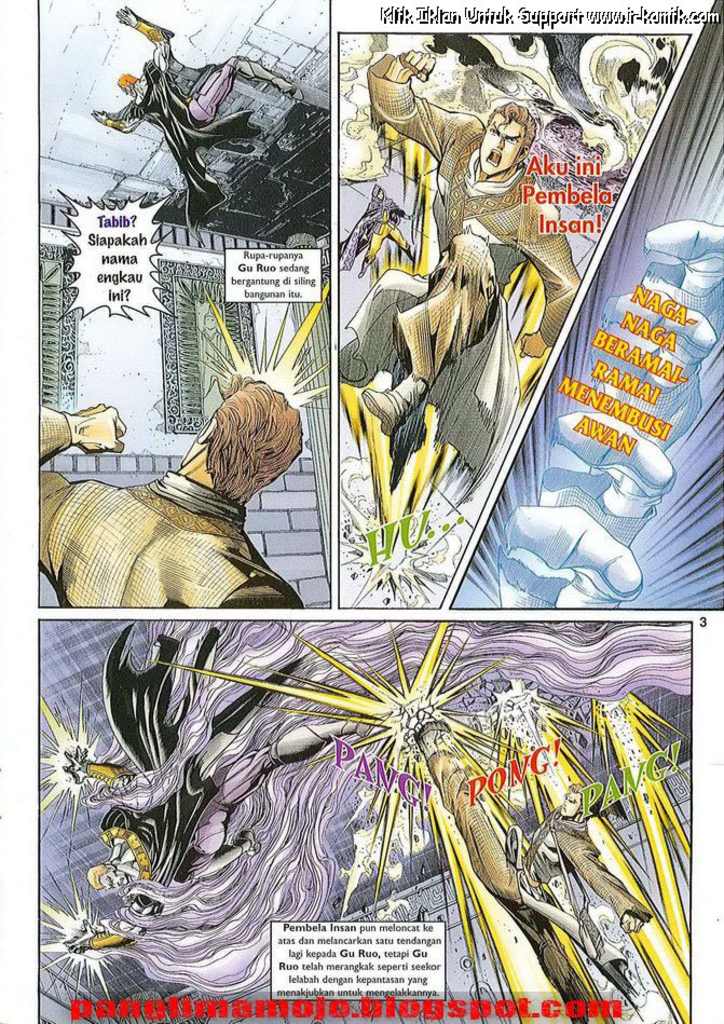 Klik Iklan Untuk Support www.ir-komik.com
Tabib?
Siapakah
nama
engkau
ini?
Rupa-rupanya
Gu Ruo sedang
bergantung di siling
bangunan itu.
Aku ini
Pembela
Insan!
HU...
NAGA-
NAGA
BERAMAI-
RAMAI
MENEMBUSI
AWAN
3
PANG!
PONG!
PANG!
Pembela Insan pun meloncat ke
atas dan melancarkan satu tendangan
lagi kepada Gu Ruo, tetapi Gu
Ruo telah merangkak seperti seekor
lelabah dengan kepantasan yang
menakjubkan untuk mengelakkannya.
panglimamoje.blogspot.com